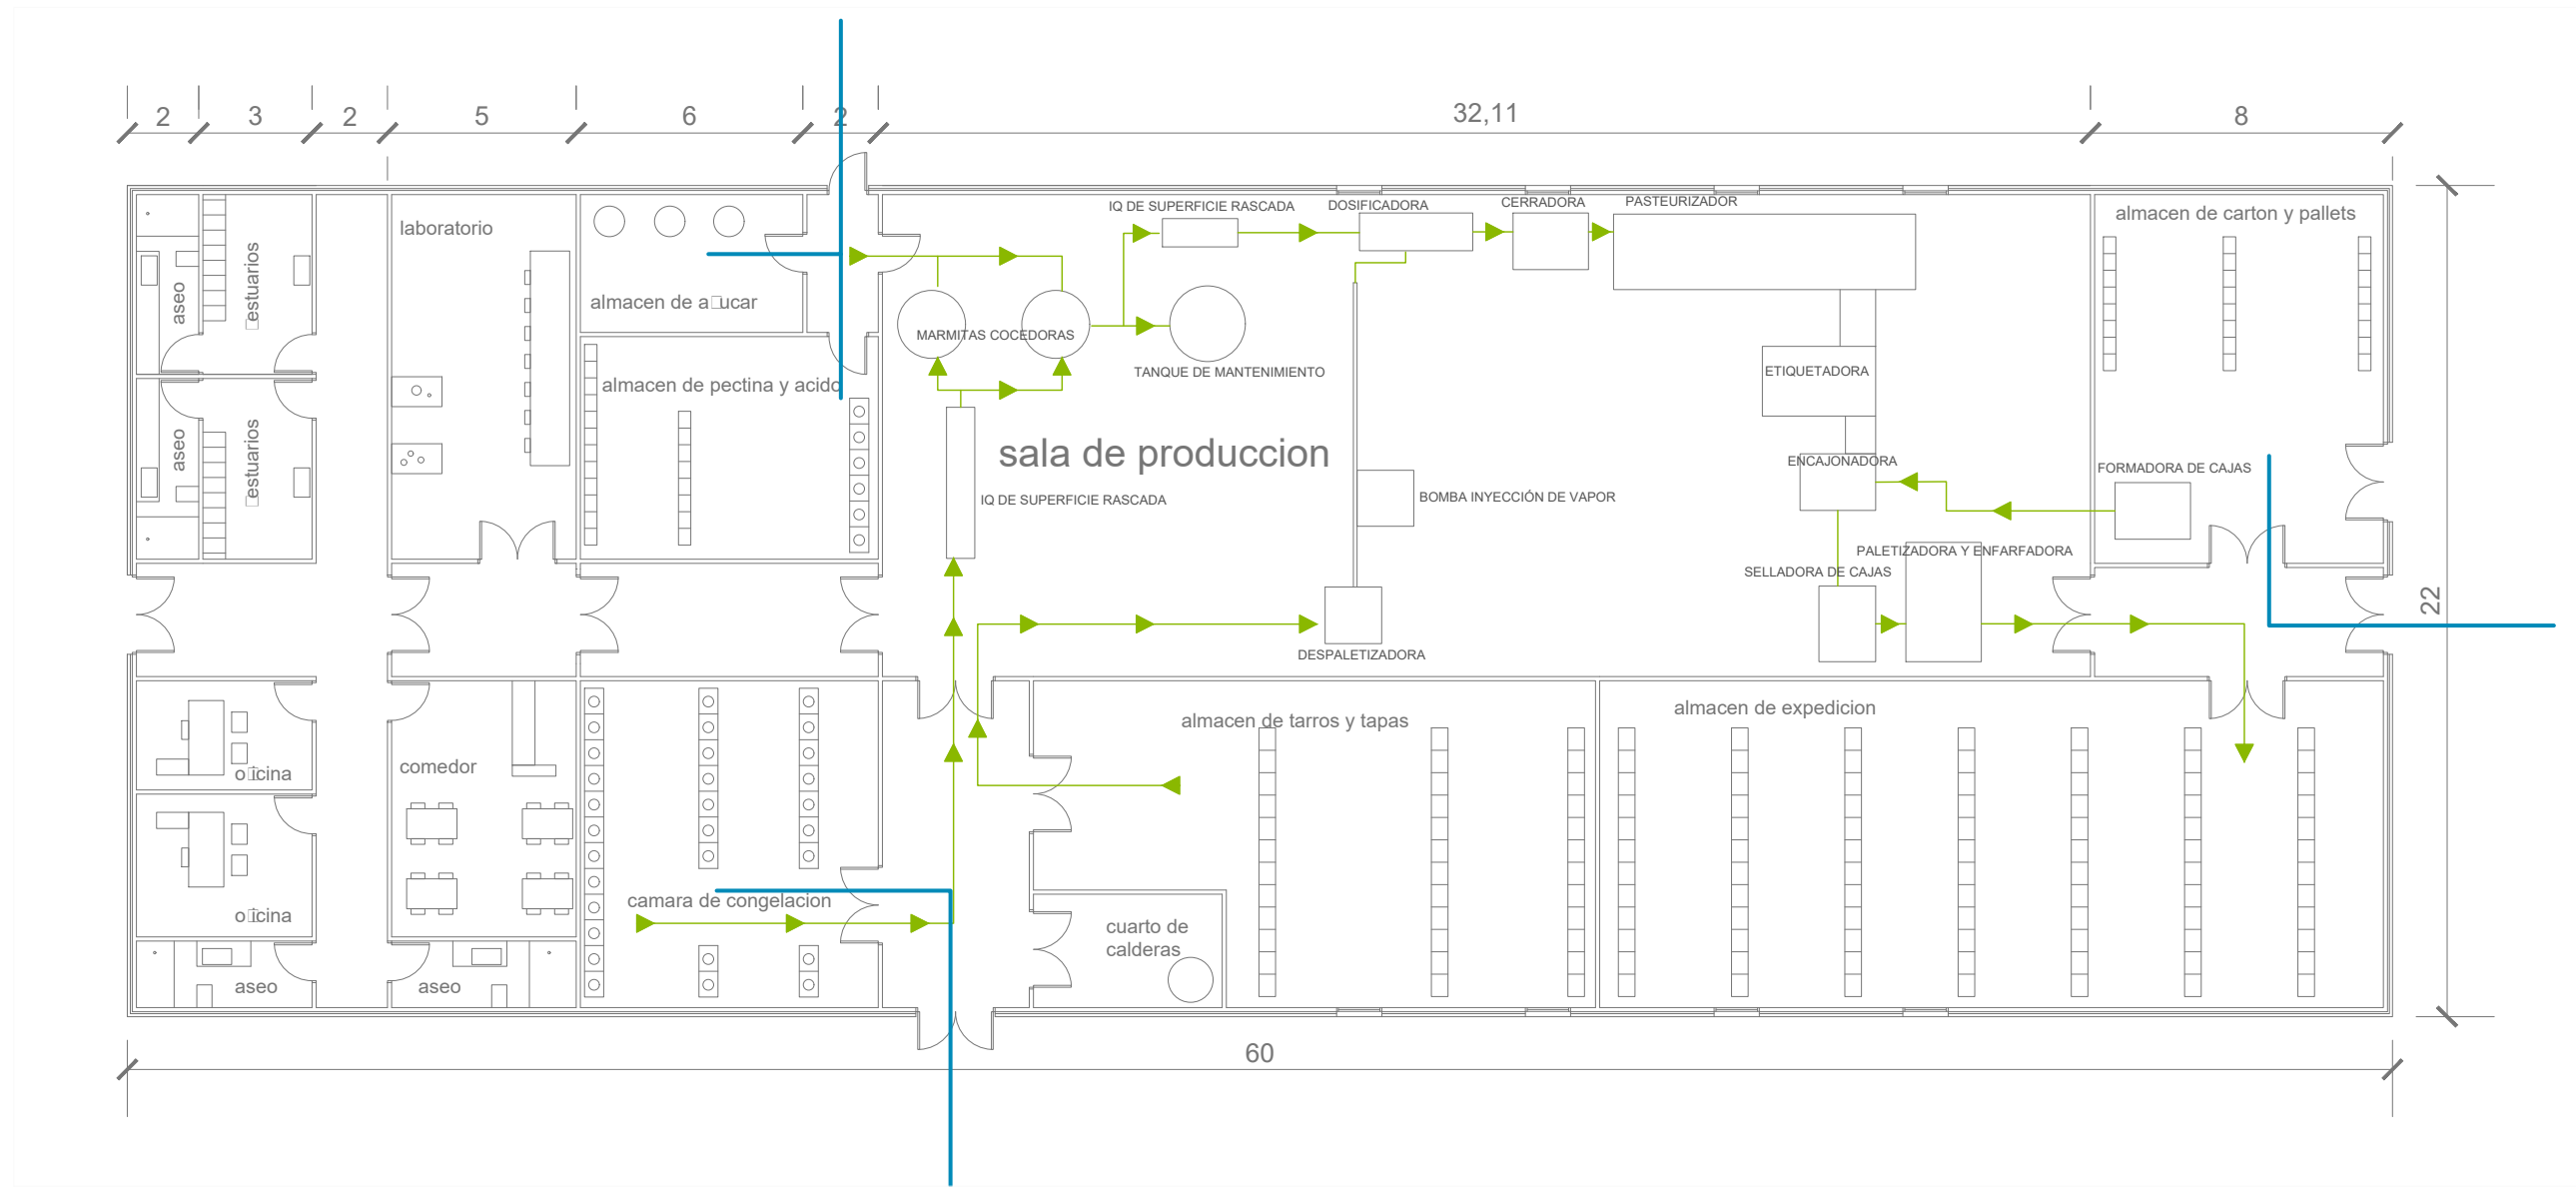 2
3
2
5
6
2
32,11
8
IQ DE SUPERFICIE RASCADA
DOSIFICADORA
CERRADORA
PASTEURIZADOR
almacen de carton y pallets
laboratorio
aseo
□estuarios
almacen de a□ucar
MARMITAS COCEDORAS
TANQUE DE MANTENIMIENTO
ETIQUETADORA
almacen de pectina y acido
aseo
□estuarios
sala de produccion
ENCAJONADORA
FORMADORA DE CAJAS
IQ DE SUPERFICIE RASCADA
BOMBA INYECCIÓN DE VAPOR
PALETIZADORA Y ENFARFADORA
SELLADORA DE CAJAS
22
DESPALETIZADORA
almacen de tarros y tapas
almacen de expedicion
o□icina
comedor
camara de congelacion
o□icina
cuarto de
calderas
aseo
aseo
60